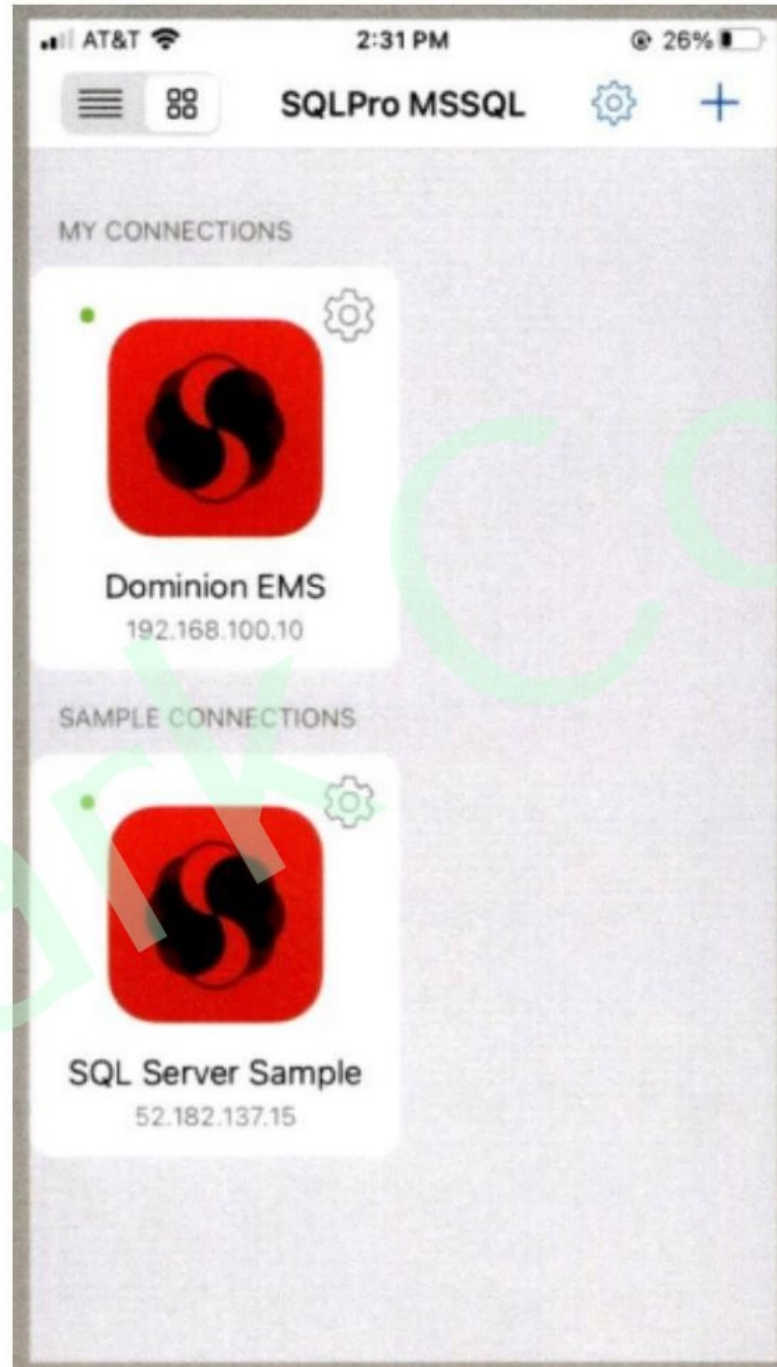 AT&T 2:31 PM 26%
SQLPro MSSQL
MY CONNECTIONS
Dominion EMS
192.168.100.10
SAMPLE CONNECTIONS
SQL Server Sample
52.182.137.15